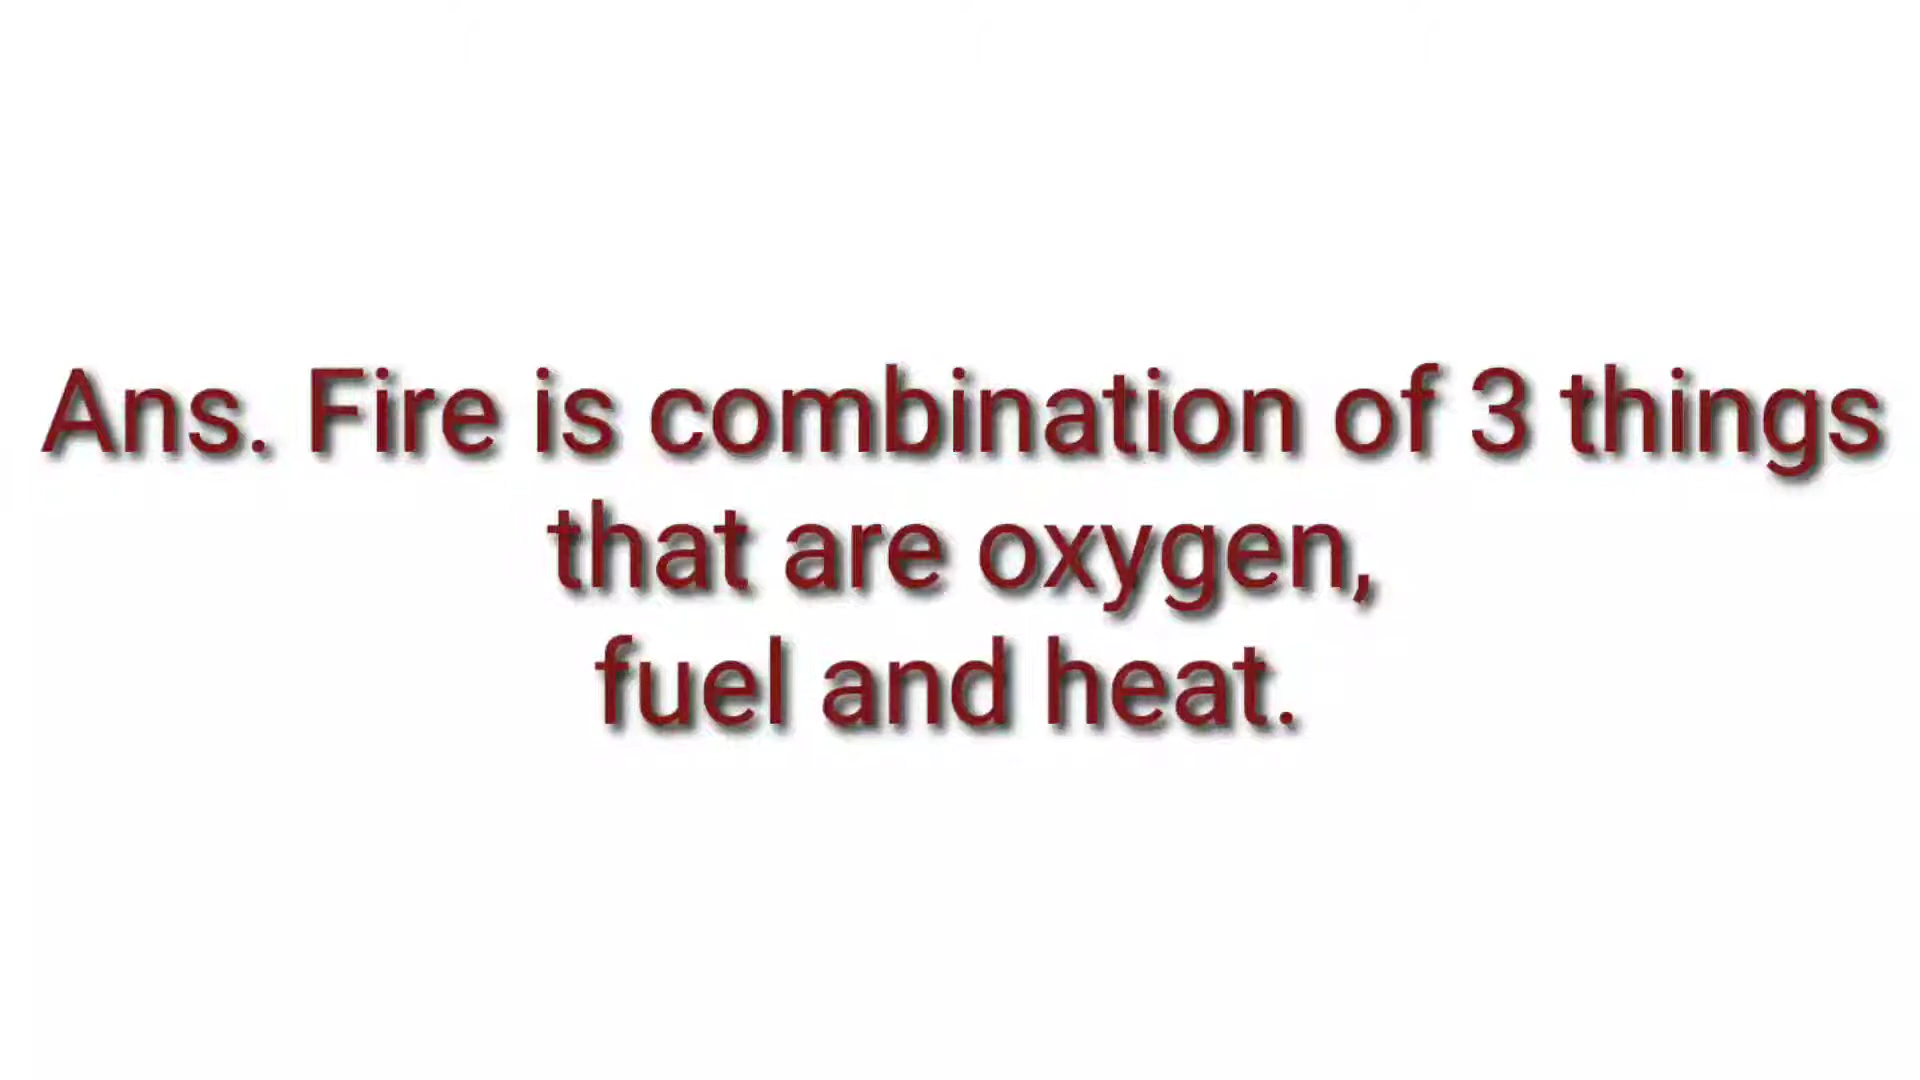 Ans. Fire is combination of 3 things
that are oxygen,
fuel and heat.